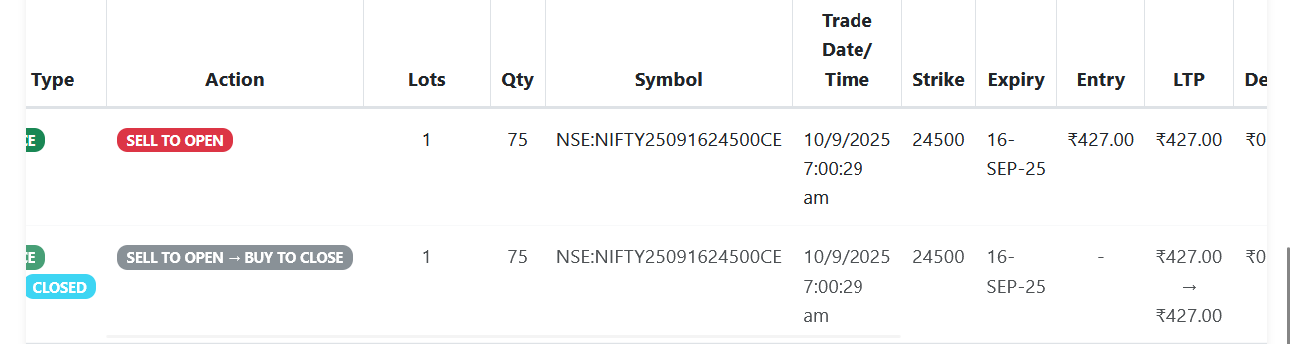 Type Action Lots Qty Symbol Trade Date/ Time Strike Expiry Entry LTP De
CE SELL TO OPEN 1 75 NSE:NIFTY25091624500CE 10/9/2025 24500 16- ₹427.00 ₹427.00 ₹0
7:00:29 SEP-25
am
CE SELL TO OPEN → BUY TO CLOSE 1 75 NSE:NIFTY25091624500CE 10/9/2025 24500 16- - ₹427.00 ₹0
CLOSED 7:00:29 SEP-25 →
am ₹427.00